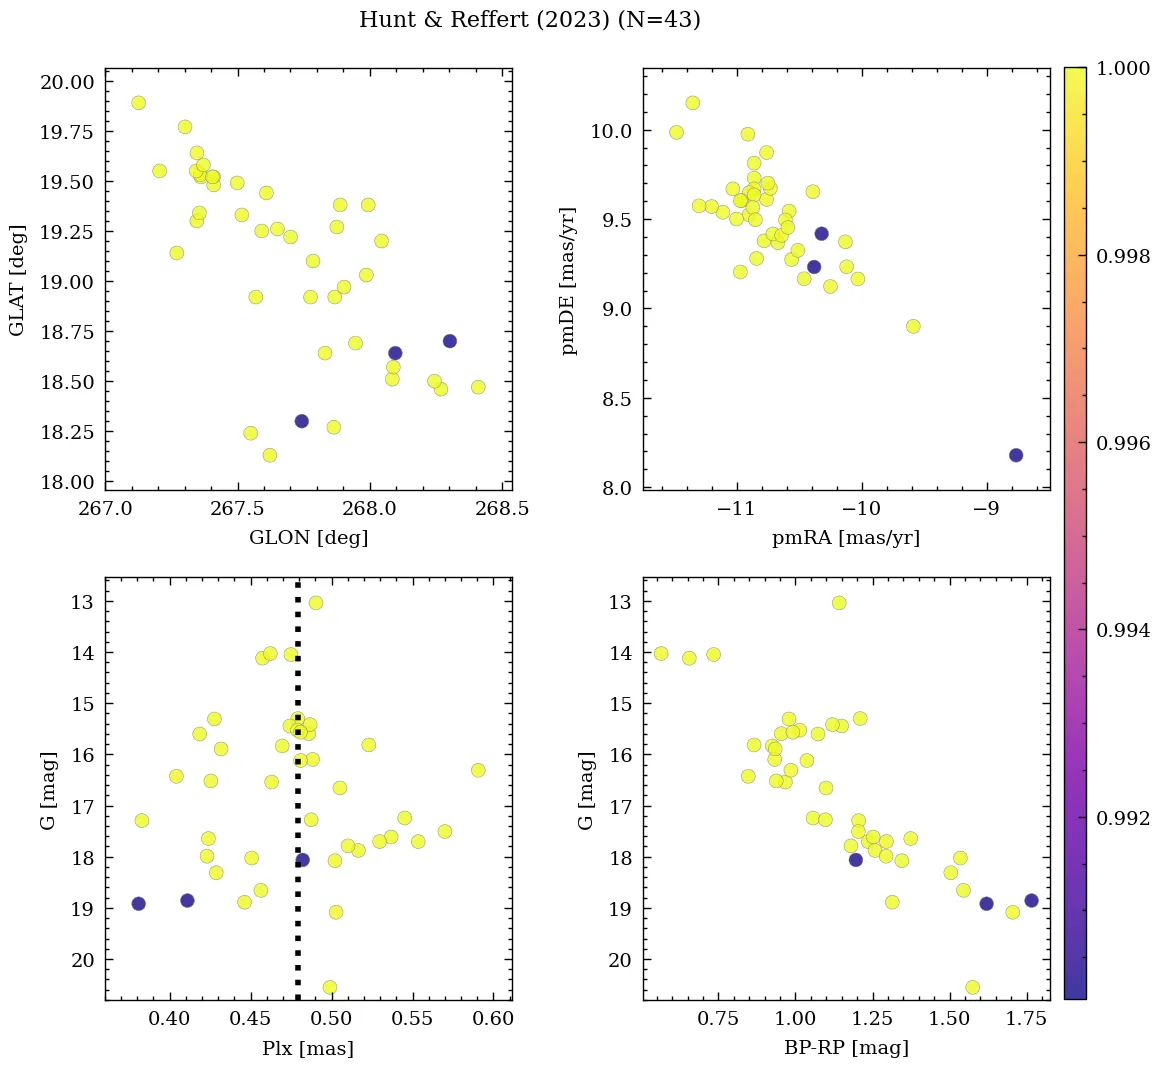 Hunt & Reffert (2023) (N=43)
20.00
19.75
19.50
19.25
19.00
18.75
18.50
18.25
18.00
GLAT [deg]
267.0 267.5 268.0 268.5
GLON [deg]
10.0
9.5
9.0
8.5
8.0
pmDE [mas/yr]
−11 −10 −9
pmRA [mas/yr]
1.000
0.998
0.996
0.994
0.992
13
14
15
16
17
18
19
20
G [mag]
0.40 0.45 0.50 0.55 0.60
Plx [mas]
13
14
15
16
17
18
19
20
G [mag]
0.75 1.00 1.25 1.50 1.75
BP-RP [mag]